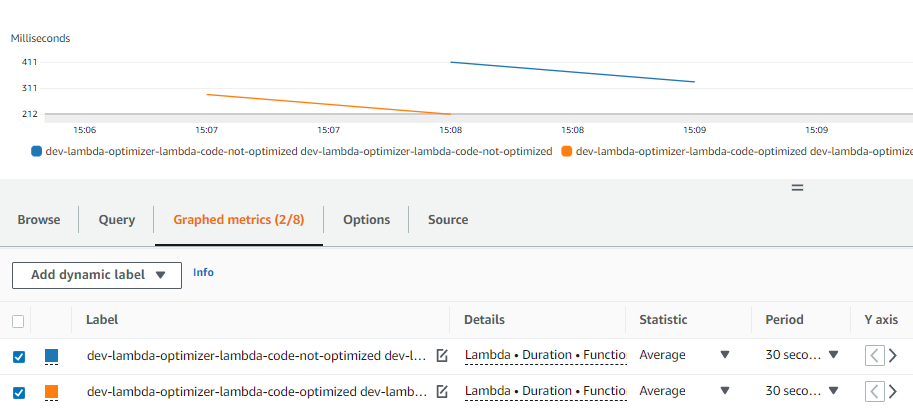 Milliseconds
411
311
212
15:06 15:07 15:07 15:08 15:08 15:09 15:09
dev-lambda-optimizer-lambda-code-not-optimized dev-lambda-optimizer-lambda-code-not-optimized dev-lambda-optimizer-lambda-code-optimized dev-lambda-optimize
Browse Query Graphed metrics (2/8) Options Source
Add dynamic label Info
Label Details Statistic Period Y axis
dev-lambda-optimizer-lambda-code-not-optimized dev-l... Lambda • Duration • Functio Average 30 seco...
dev-lambda-optimizer-lambda-code-optimized dev-lamb... Lambda • Duration • Functio Average 30 seco...